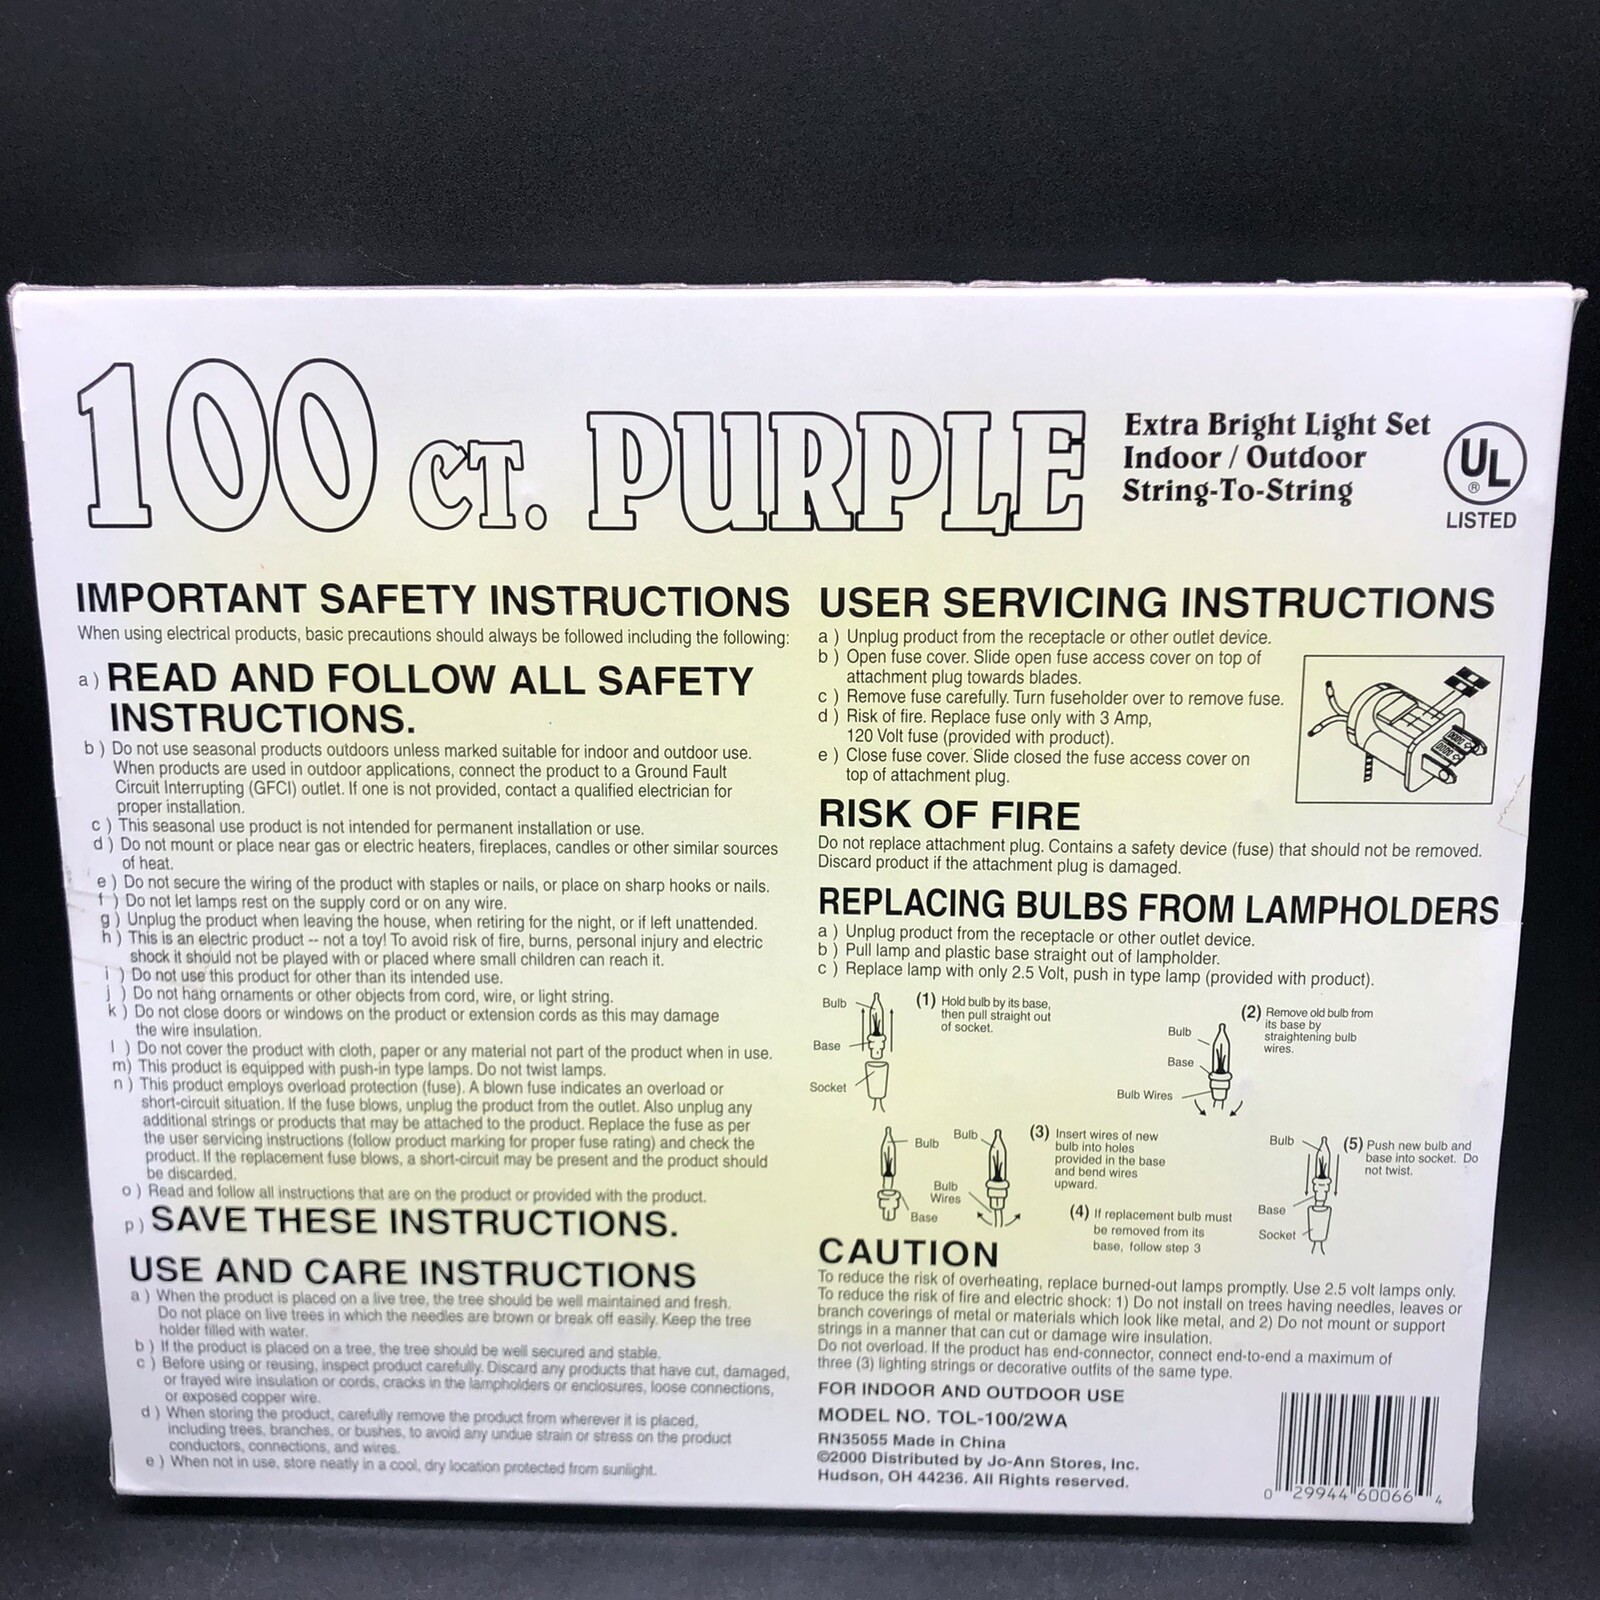 100 CT. PURPLE
Extra Bright Light Set
Indoor / Outdoor
String-To-String
UL
®
LISTED
IMPORTANT SAFETY INSTRUCTIONS
When using electrical products, basic precautions should always be followed including the following:
a ) READ AND FOLLOW ALL SAFETY
INSTRUCTIONS.
b ) Do not use seasonal products outdoors unless marked suitable for indoor and outdoor use.
When products are used in outdoor applications, connect the product to a Ground Fault
Circuit Interrupting (GFCI) outlet. If one is not provided, contact a qualified electrician for
proper installation.
c ) This seasonal use product is not intended for permanent installation or use.
d ) Do not mount or place near gas or electric heaters, fireplaces, candles or other similar sources
of heat.
e ) Do not secure the wiring of the product with staples or nails, or place on sharp hooks or nails.
f ) Do not let lamps rest on the supply cord or on any wire.
g ) Unplug the product when leaving the house, when retiring for the night, or if left unattended.
h ) This is an electric product -- not a toy! To avoid risk of fire, burns, personal injury and electric
shock it should not be played with or placed where small children can reach it.
i ) Do not use this product for other than its intended use.
j ) Do not hang ornaments or other objects from cord, wire, or light string.
k ) Do not close doors or windows on the product or extension cords as this may damage
the wire insulation.
l ) Do not cover the product with cloth, paper or any material not part of the product when in use.
m) This product is equipped with push-in type lamps. Do not twist lamps.
n ) This product employs overload protection (fuse). A blown fuse indicates an overload or
short-circuit situation. If the fuse blows, unplug the product from the outlet. Also unplug any
additional strings or products that may be attached to the product. Replace the fuse as per
the user servicing instructions (follow product marking for proper fuse rating) and check the
product. If the replacement fuse blows, a short-circuit may be present and the product should
be discarded.
o ) Read and follow all instructions that are on the product or provided with the product.
p ) SAVE THESE INSTRUCTIONS.
USE AND CARE INSTRUCTIONS
a ) When the product is placed on a live tree, the tree should be well maintained and fresh.
Do not place on live trees in which the needles are brown or break off easily. Keep the tree
holder filled with water.
b ) If the product is placed on a tree, the tree should be well secured and stable.
c ) Before using or reusing, inspect product carefully. Discard any products that have cut, damaged,
or frayed wire insulation or cords, cracks in the lampholders or enclosures, loose connections,
or exposed copper wire.
d ) When storing the product, carefully remove the product from wherever it is placed,
including trees, branches, or bushes, to avoid any undue strain or stress on the product
conductors, connections, and wires.
e ) When not in use, store neatly in a cool, dry location protected from sunlight.
USER SERVICING INSTRUCTIONS
a ) Unplug product from the receptacle or other outlet device.
b ) Open fuse cover. Slide open fuse access cover on top of
attachment plug towards blades.
c ) Remove fuse carefully. Turn fuseholder over to remove fuse.
d ) Risk of fire. Replace fuse only with 3 Amp,
120 Volt fuse (provided with product).
e ) Close fuse cover. Slide closed the fuse access cover on
top of attachment plug.
RISK OF FIRE
Do not replace attachment plug. Contains a safety device (fuse) that should not be removed.
Discard product if the attachment plug is damaged.
REPLACING BULBS FROM LAMPHOLDERS
a ) Unplug product from the receptacle or other outlet device.
b ) Pull lamp and plastic base straight out of lampholder.
c ) Replace lamp with only 2.5 Volt, push in type lamp (provided with product).
Bulb
Base
Socket
(1) Hold bulb by its base,
then pull straight out
of socket.
Bulb
Base
Bulb Wires
(2) Remove old bulb from
its base by
straightening bulb
wires.
Bulb
Base
Bulb
Bulb
Wires
(3) Insert wires of new
bulb into holes
provided in the base
and bend wires
upward.
(4) If replacement bulb must
be removed from its
base, follow step 3
Bulb
Base
Socket
(5) Push new bulb and
base into socket. Do
not twist.
CAUTION
To reduce the risk of overheating, replace burned-out lamps promptly. Use 2.5 volt lamps only.
To reduce the risk of fire and electric shock: 1) Do not install on trees having needles, leaves or
branch coverings of metal or materials which look like metal, and 2) Do not mount or support
strings in a manner that can cut or damage wire insulation.
Do not overload. If the product has end-connector, connect end-to-end a maximum of
three (3) lighting strings or decorative outfits of the same type.
FOR INDOOR AND OUTDOOR USE
MODEL NO. TOL-100/2WA
RN35055 Made in China
©2000 Distributed by Jo-Ann Stores, Inc.
Hudson, OH 44236. All Rights reserved.
0 29944 60066 4